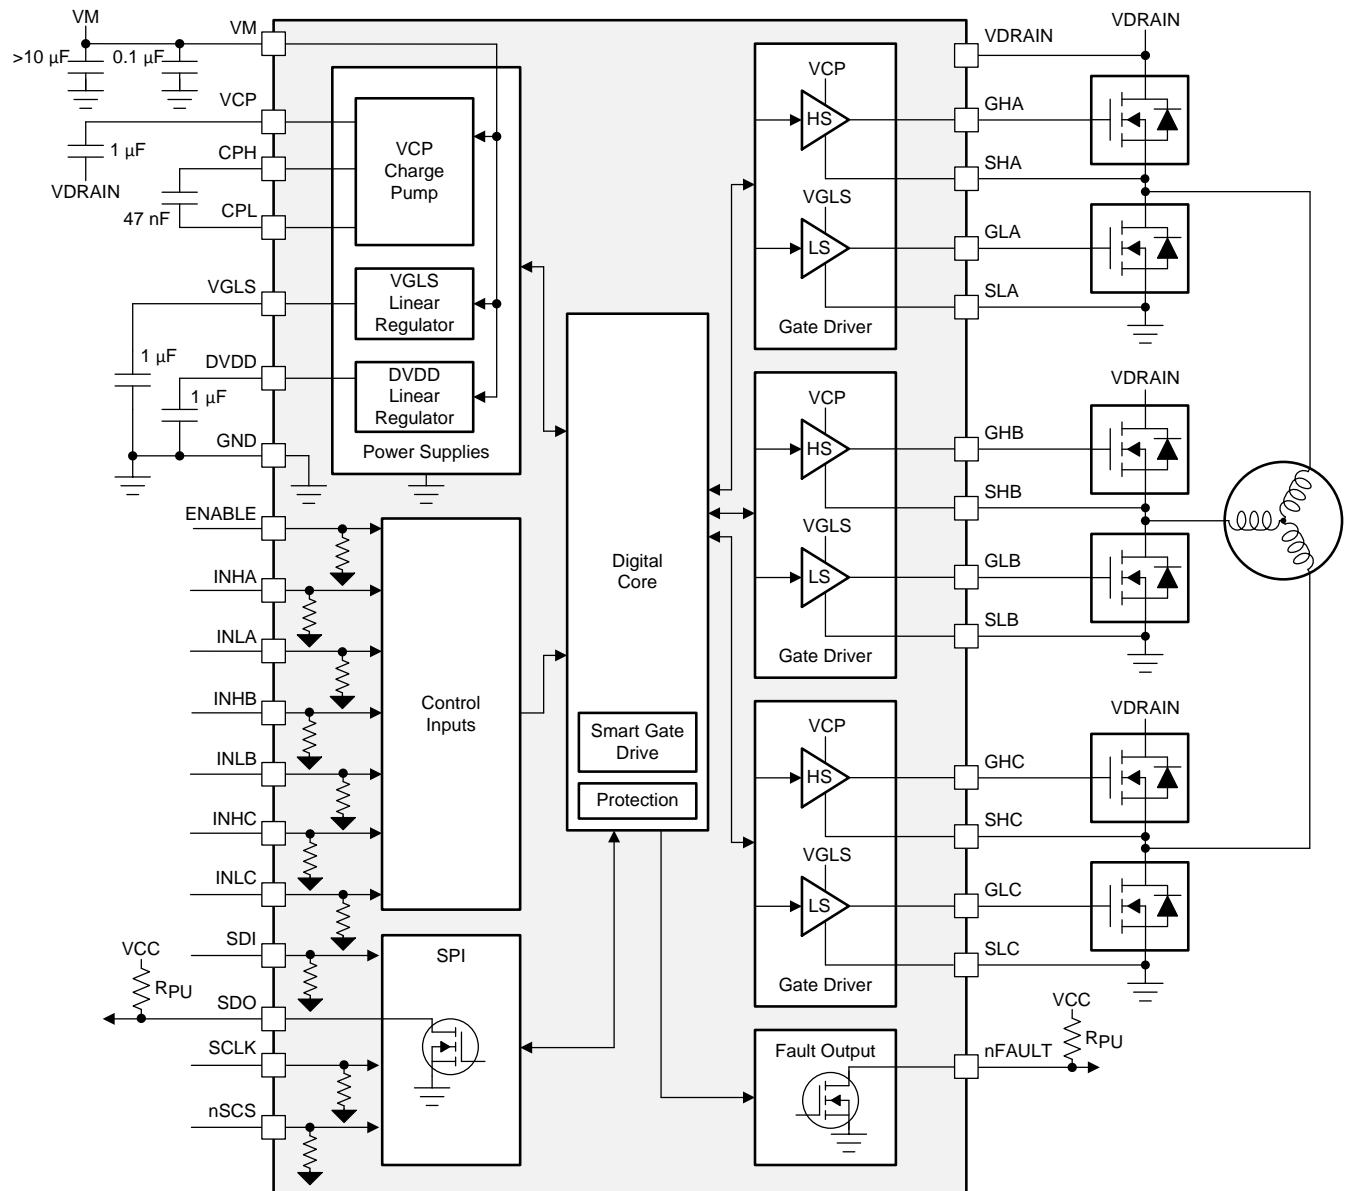 VM
VM
>10 µF
0.1 µF
VCP
1 µF
VDRAIN
CPH
47 nF
CPL
VCP
Charge
Pump
VGLS
VGLS
Linear
Regulator
1 µF
DVDD
1 µF
DVDD
Linear
Regulator
GND
Power Supplies
ENABLE
INHA
INLA
INHB
INLB
INHC
INLC
Control
Inputs
SDI
VCC
RPU
SDO
SCLK
nSCS
SPI
Digital
Core
Smart Gate
Drive
Protection
VCP
HS
VGLS
LS
Gate Driver
VCP
HS
VGLS
LS
Gate Driver
VCP
HS
VGLS
LS
Gate Driver
Fault Output
VDRAIN
VDRAIN
GHA
SHA
GLA
SLA
VDRAIN
GHB
SHB
GLB
SLB
VDRAIN
GHC
SHC
GLC
SLC
VCC
RPU
nFAULT